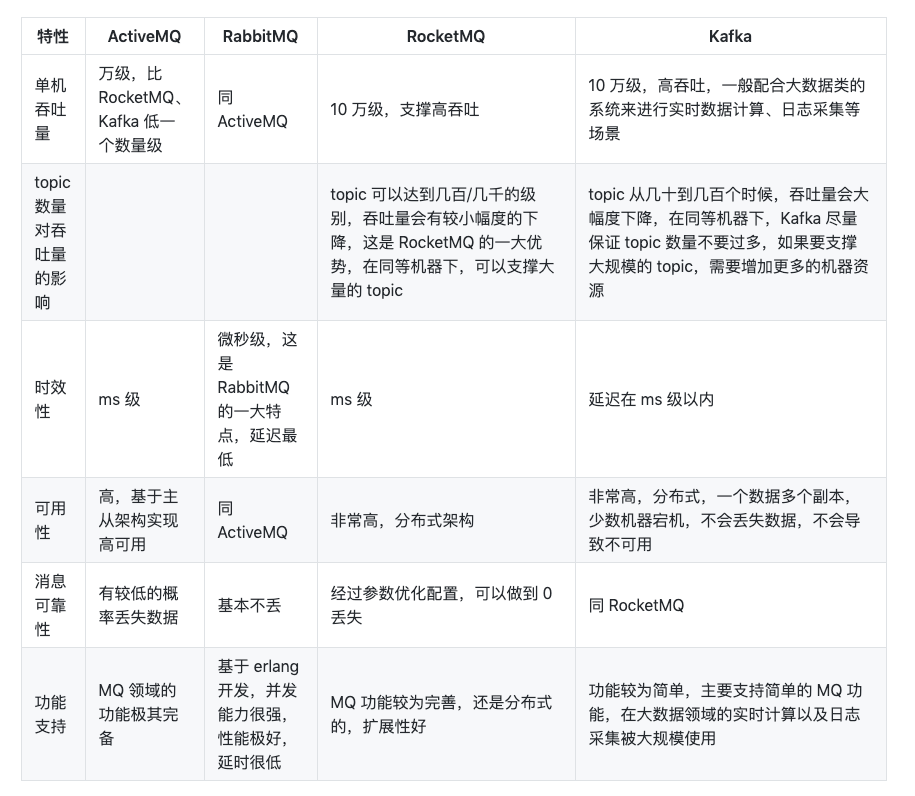 特性 ActiveMQ RabbitMQ RocketMQ Kafka
单机
吞吐
量
万级，比
RocketMQ、
Kafka 低一
个数量级
同
ActiveMQ
10 万级，支撑高吞吐
10 万级，高吞吐，一般配合大数据类的
系统来进行实时数据计算、日志采集等
场景
topic
数量
对吞
吐量
的影
响
topic 可以达到几百/几千的级
别，吞吐量会有较小幅度的下
降，这是 RocketMQ 的一大优
势，在同等机器下，可以支撑大
量的 topic
topic 从几十到几百个时候，吞吐量会大
幅度下降，在同等机器下，Kafka 尽量
保证 topic 数量不要过多，如果要支撑
大规模的 topic，需要增加更多的机器资
源
时效
性
ms 级
微秒级，这
是
RabbitMQ
的一大特
点，延迟最
低
ms 级
延迟在 ms 级以内
可用
性
高，基于主
从架构实现
高可用
同
ActiveMQ
非常高，分布式架构
非常高，分布式，一个数据多个副本，
少数机器宕机，不会丢失数据，不会导
致不可用
消息
可靠
性
有较低的概
率丢失数据
基本不丢
经过参数优化配置，可以做到 0
丢失
同 RocketMQ
功能
支持
MQ 领域的
功能极其完
备
基于 erlang
开发，并发
能力很强，
性能极好，
延时很低
MQ 功能较为完善，还是分布式
的，扩展性好
功能较为简单，主要支持简单的 MQ 功
能，在大数据领域的实时计算以及日志
采集被大规模使用